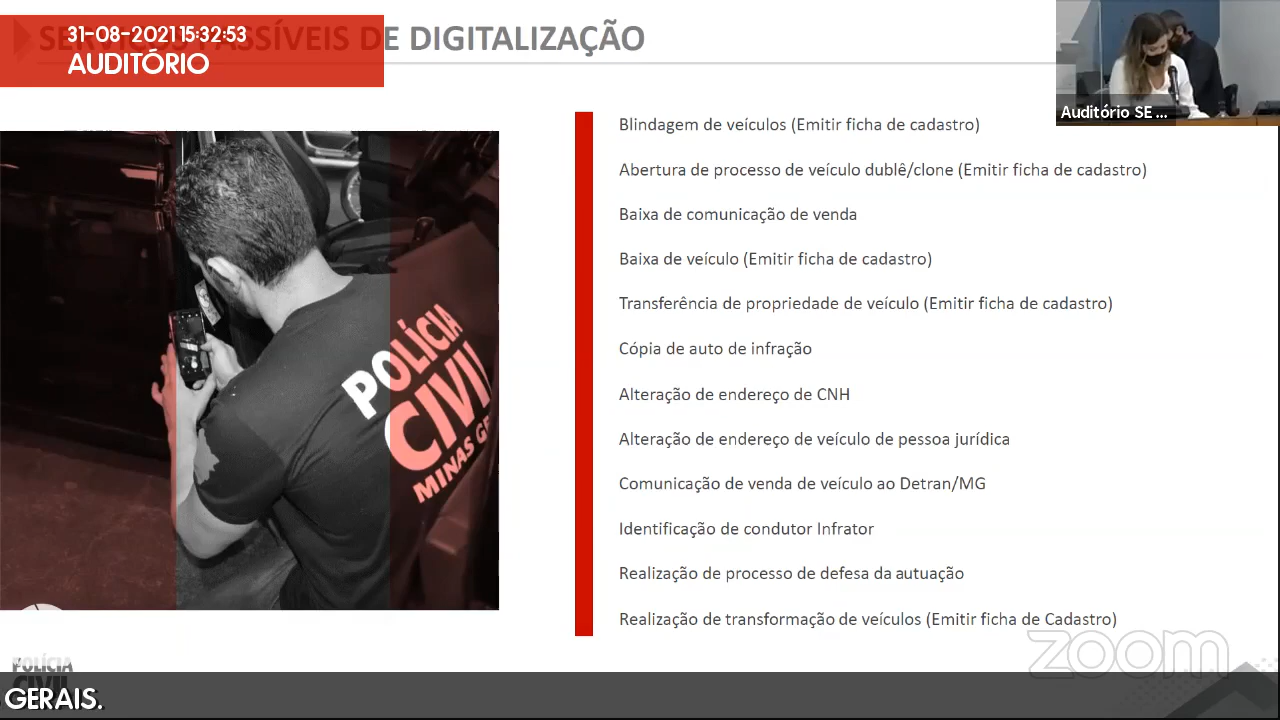 31-08-2021 15:32:53
AUDITÓRIO
DE DIGITALIZAÇÃO
Auditório SE ...
Blindagem de veículos (Emitir ficha de cadastro)
Abertura de processo de veículo dublê/clone (Emitir ficha de cadastro)
Baixa de comunicação de venda
Baixa de veículo (Emitir ficha de cadastro)
Transferência de propriedade de veículo (Emitir ficha de cadastro)
Cópia de auto de infração
Alteração de endereço de CNH
Alteração de endereço de veículo de pessoa jurídica
Comunicação de venda de veículo ao Detran/MG
Identificação de condutor Infrator
Realização de processo de defesa da autuação
Realização de transformação de veículos (Emitir ficha de Cadastro)
POLÍCIA
CIVIL
MINAS GE
zoom
POLÍCIA
CIVIL
GERAIS.